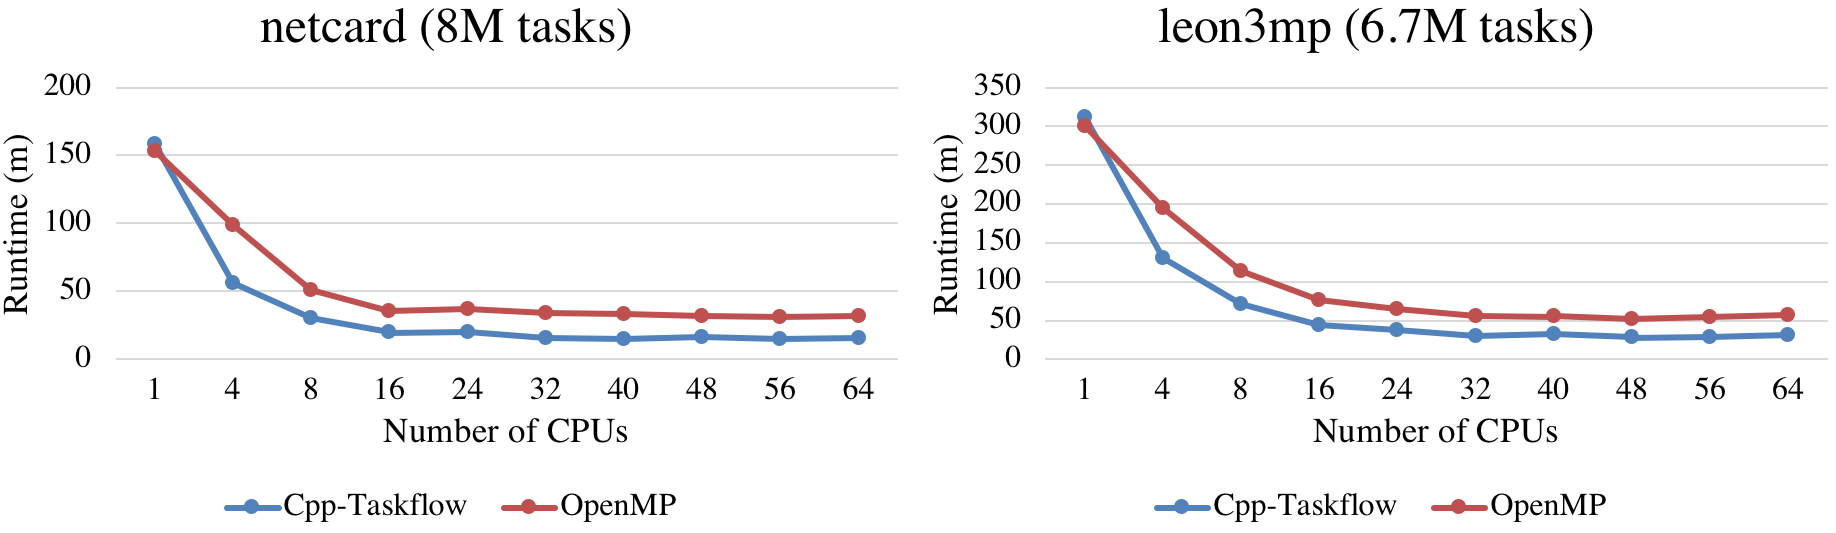 netcard (8M tasks)
200
150
100
50
0
Runtime (m)
1 4 8 16 24 32 40 48 56 64
Number of CPUs
Cpp-Taskflow OpenMP
leon3mp (6.7M tasks)
350
300
250
200
150
100
50
0
Runtime (m)
1 4 8 16 24 32 40 48 56 64
Number of CPUs
Cpp-Taskflow OpenMP